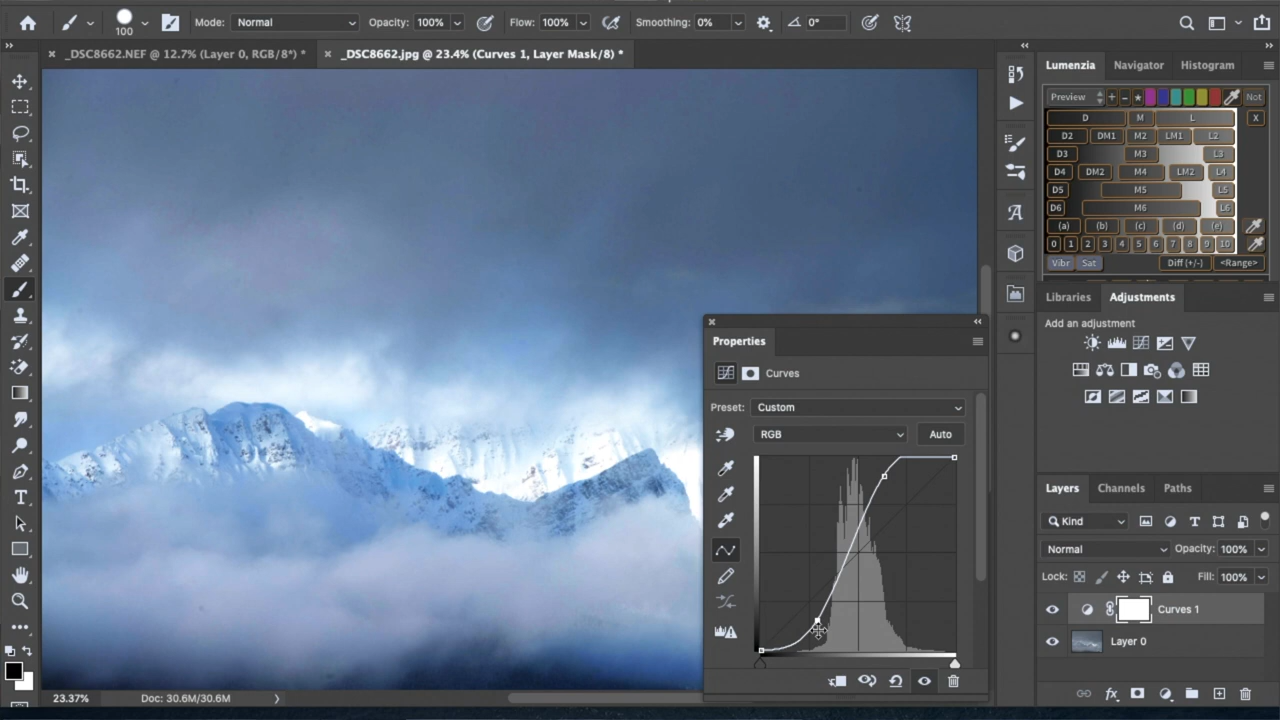 100
Mode: Normal
Opacity: 100%
Flow: 100%
Smoothing: 0%
0°
_DSC8662.NEF @ 12.7% (Layer 0, RGB/8*) *
_DSC8662.jpg @ 23.4% (Curves 1, Layer Mask/8) *
Lumenzia
Navigator
Histogram
Preview
Not
D
M
L
X
D2
DM1
M2
LM1
L2
D3
M3
L3
D4
DM2
M4
LM2
L4
D5
M5
L5
D6
M6
L6
(a)
(b)
(c)
(d)
(e)
0 1 2 3 4 5 6 7 8 9 10
Vibr
Sat
Diff (+/-)
<Range>
Libraries
Adjustments
Add an adjustment
Properties
Curves
Preset: Custom
RGB
Auto
Layers
Channels
Paths
Kind
Normal
Opacity: 100%
Lock:
Fill: 100%
Curves 1
Layer 0
23.37%
Doc: 30.6M/30.6M